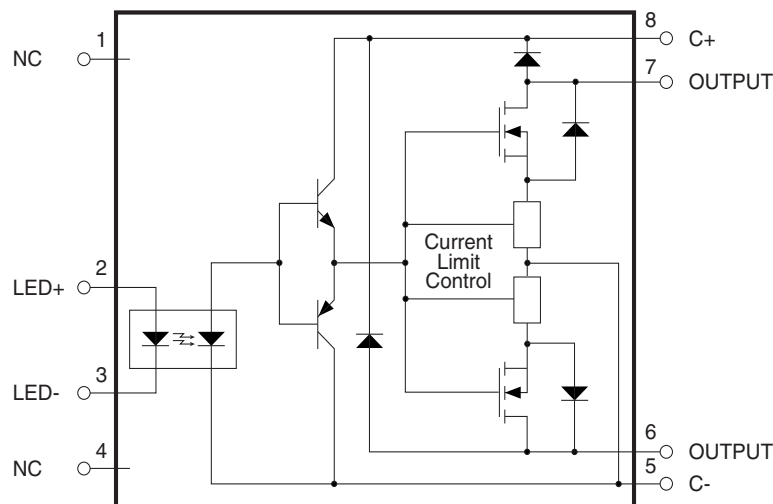 NC
1
8
C+
7
OUTPUT
Current
Limit
Control
2
LED+
3
LED-
NC
4
6
OUTPUT
5
C-